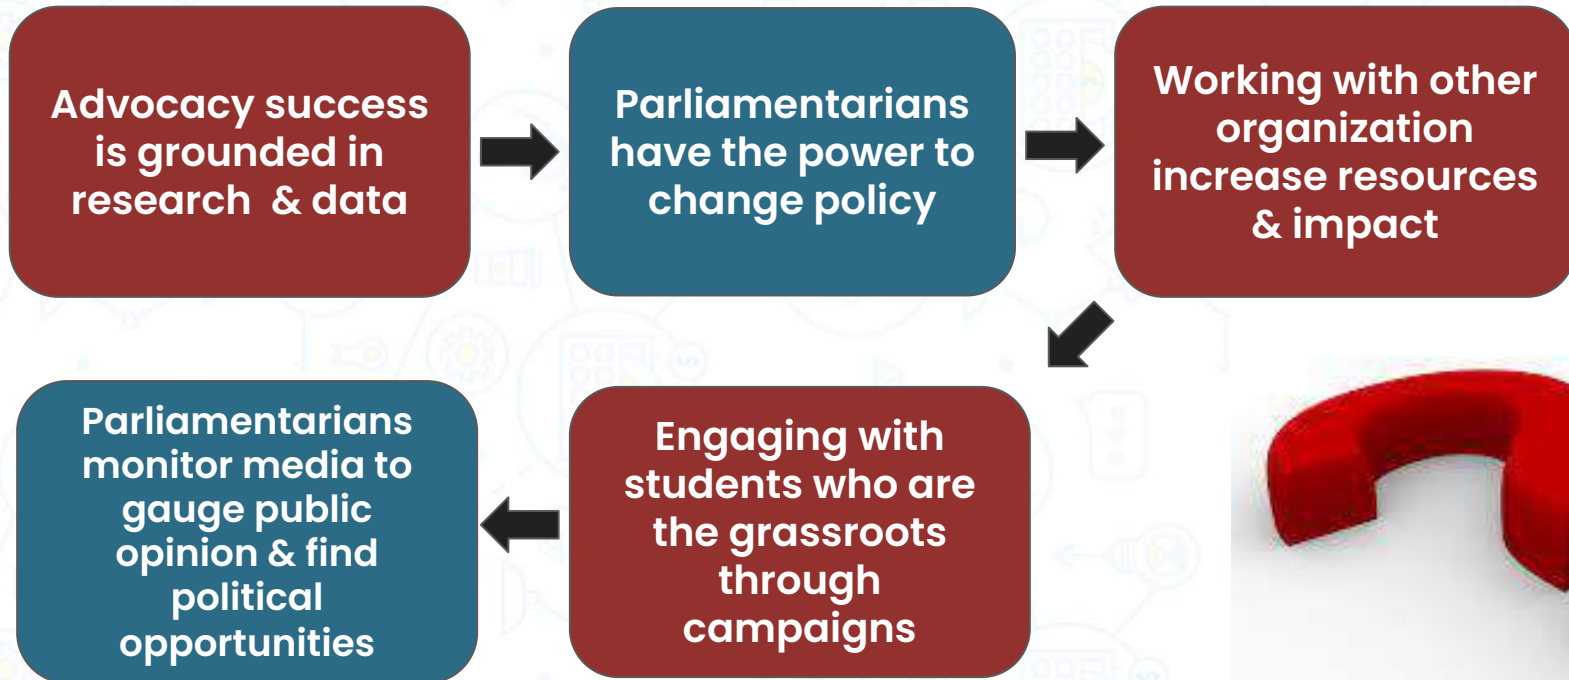 Advocacy success
is grounded in
research & data
Parliamentarians
have the power to
change policy
Working with other
organization
increase resources
& impact
Engaging with
students who are
the grassroots
through
campaigns
Parliamentarians
monitor media to
gauge public
opinion & find
political
opportunities